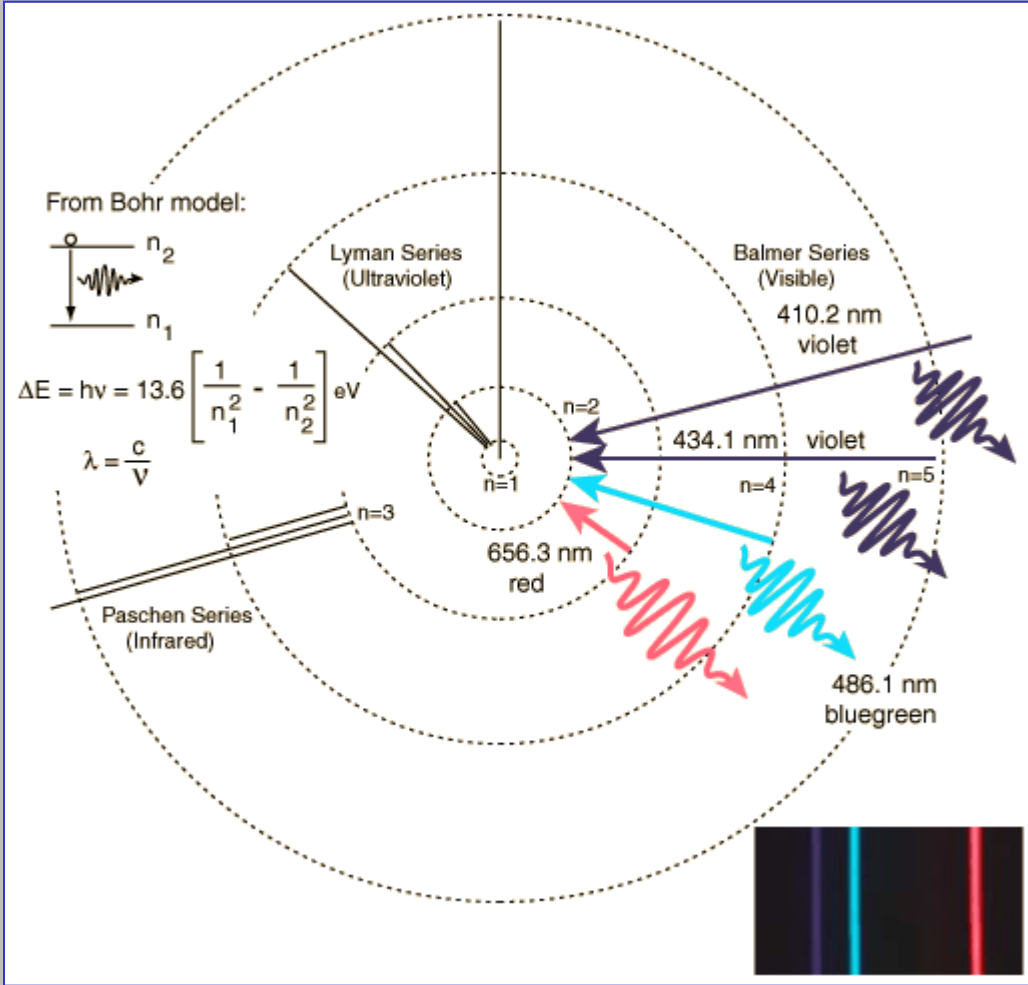 From Bohr model:
n₂
n₁
ΔE = hν = 13.6 [ 1/n₁² - 1/n₂² ] eV
λ = c/ν
Lyman Series
(Ultraviolet)
Balmer Series
(Visible)
410.2 nm
violet
n=2
434.1 nm violet
n=1
n=4
n=5
n=3
656.3 nm
red
Paschen Series
(Infrared)
486.1 nm
bluegreen